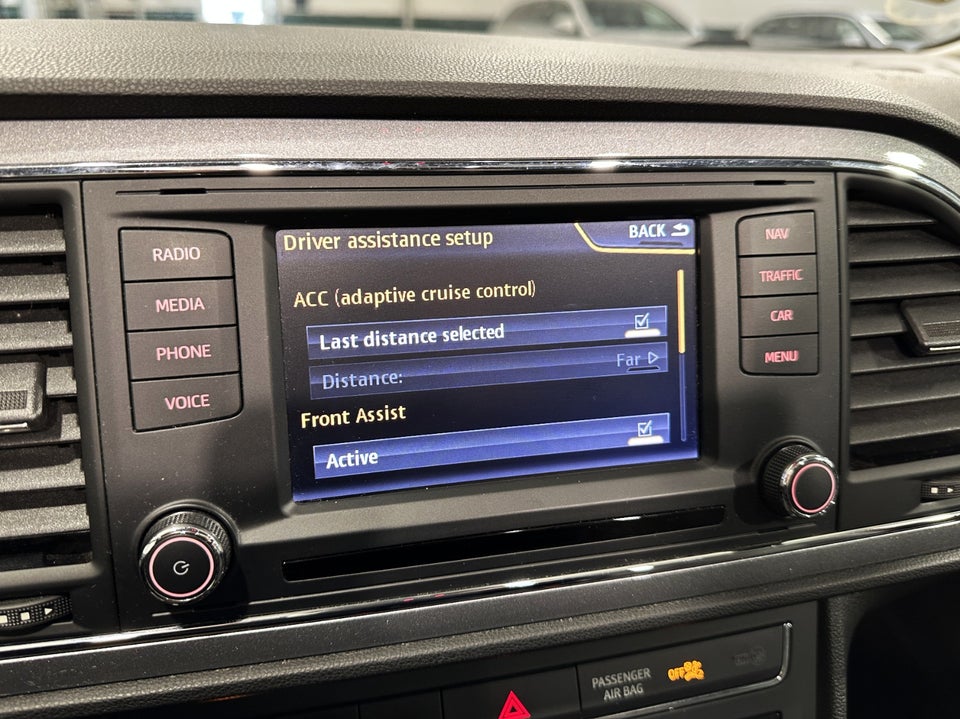 Driver assistance setup
BACK
ACC (adaptive cruise control)
Last distance selected
Distance:
Far
Front Assist
Active
RADIO
MEDIA
PHONE
VOICE
NAV
TRAFFIC
CAR
MENU
PASSENGER
AIR BAG
OFF